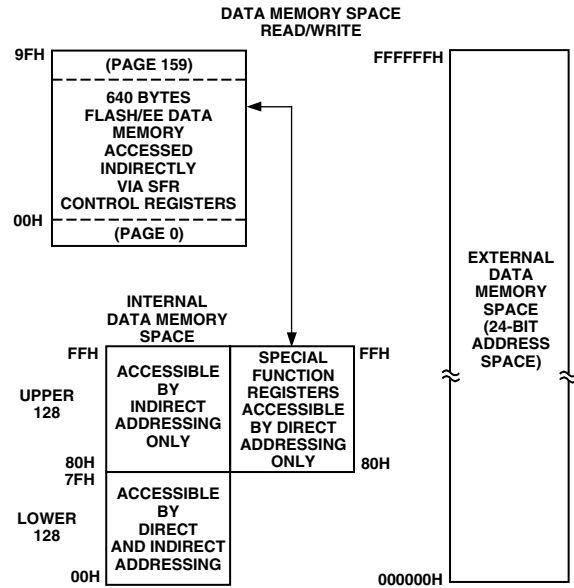 DATA MEMORY SPACE
READ/WRITE
9FH
(PAGE 159)
640 BYTES
FLASH/EE DATA
MEMORY
ACCESSED
INDIRECTLY
VIA SFR
CONTROL REGISTERS
00H
(PAGE 0)
FFFFFFH
EXTERNAL
DATA
MEMORY
SPACE
(24-BIT
ADDRESS
SPACE)
000000H
INTERNAL
DATA MEMORY
SPACE
FFH
UPPER
128
80H
ACCESSIBLE
BY
INDIRECT
ADDRESSING
ONLY
SPECIAL
FUNCTION
REGISTERS
ACCESSIBLE
BY DIRECT
ADDRESSING
ONLY
FFH
80H
7FH
LOWER
128
00H
ACCESSIBLE
BY
DIRECT
AND INDIRECT
ADDRESSING